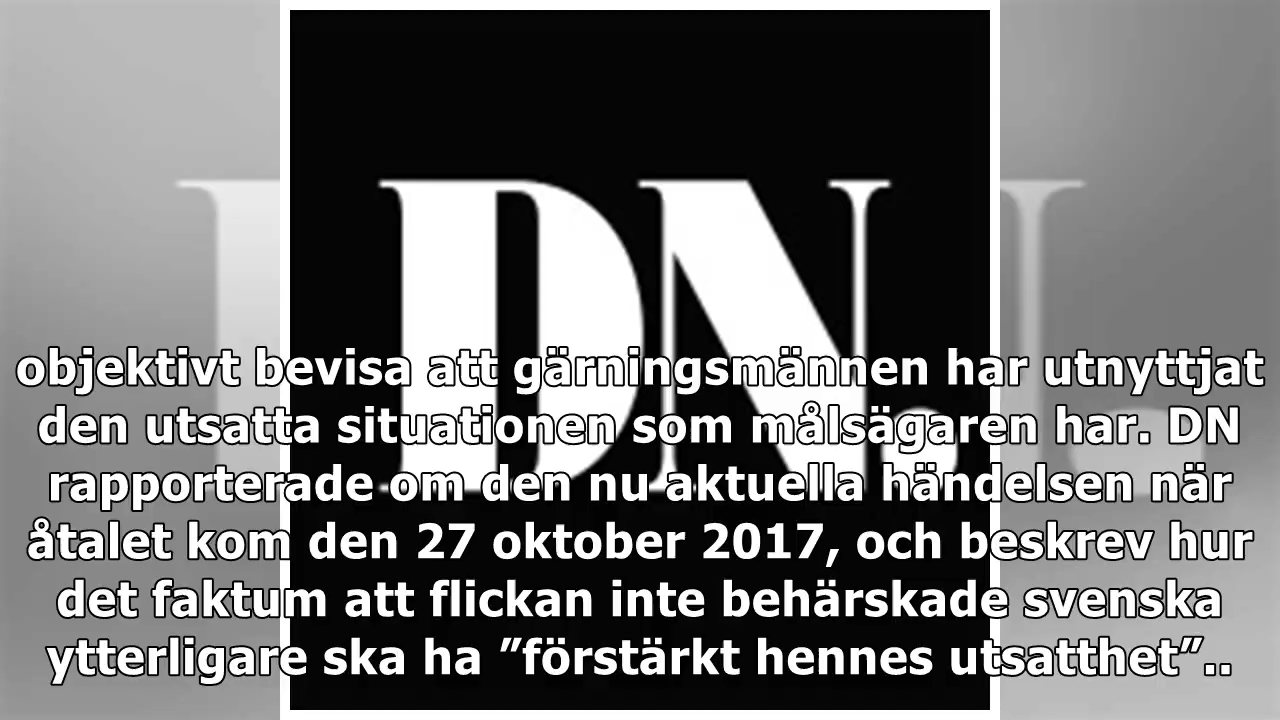 DN.
objektivt bevisa att gärningsmännen har utnyttjat
den utsatta situationen som målsägaren har. DN
rapporterade om den nu aktuella händelsen när
åtalet kom den 27 oktober 2017, och beskrev hur
det faktum att flickan inte behärskade svenska
ytterligare ska ha ”förstärkt hennes utsatthet”..